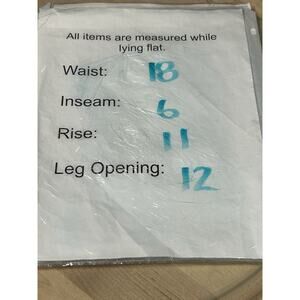 All items are measured while
lying flat.
Waist: 18
Inseam: 6
Rise: 11
Leg Opening: 12